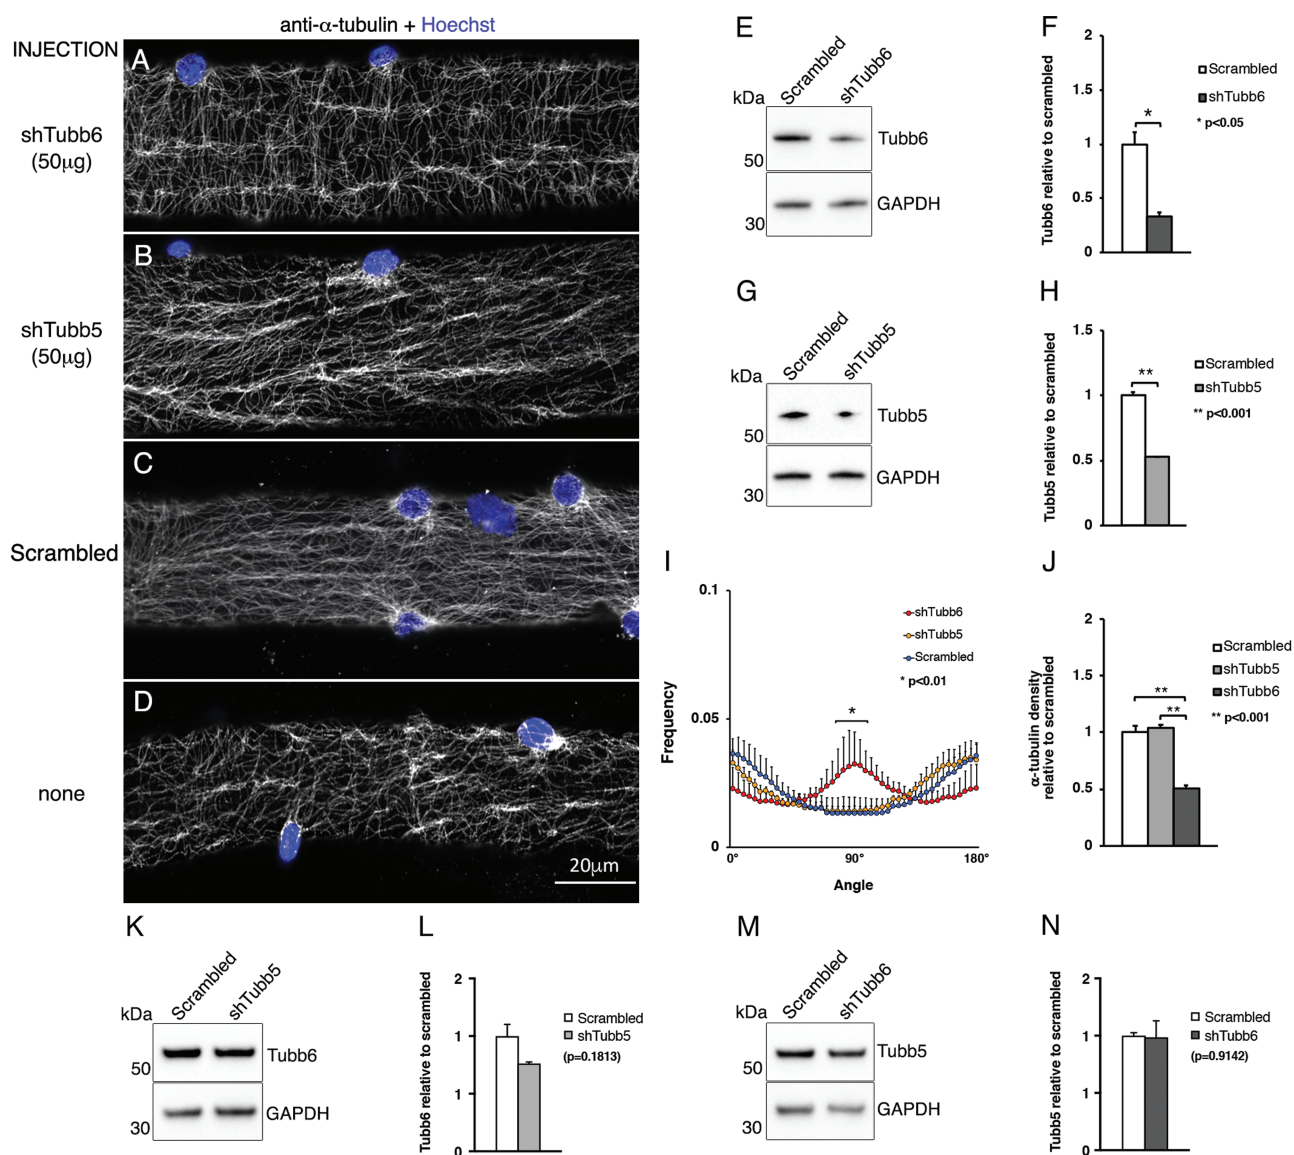 anti-α-tubulin + Hoechst
INJECTION
A
shTubb6
(50μg)
B
shTubb5
(50μg)
C
Scrambled
D
none
20μm
E
Scrambled
shTubb6
kDa
Tubb6
50
GAPDH
30
F
2
1.5
1
0.5
0
Tubb6 relative to scrambled
*
Scrambled
shTubb6
* p<0.05
G
Scrambled
shTubb5
kDa
Tubb5
50
GAPDH
30
H
1.5
1
0.5
0
Tubb5 relative to scrambled
**
Scrambled
shTubb5
** p<0.001
I
0.1
0.05
0
Frequency
*
shTubb6
shTubb5
Scrambled
* p<0.01
0° 90° 180°
Angle
J
2
1.5
1
0.5
0
α-tubulin density
relative to scrambled
**
**
Scrambled
shTubb5
shTubb6
** p<0.001
K
Scrambled
shTubb5
kDa
Tubb6
50
GAPDH
30
L
2
1
1
0
Tubb6 relative to scrambled
Scrambled
shTubb5
(p=0.1813)
M
Scrambled
shTubb6
kDa
Tubb5
50
GAPDH
30
N
2
1
1
0
Tubb5 relative to scrambled
Scrambled
shTubb6
(p=0.9142)